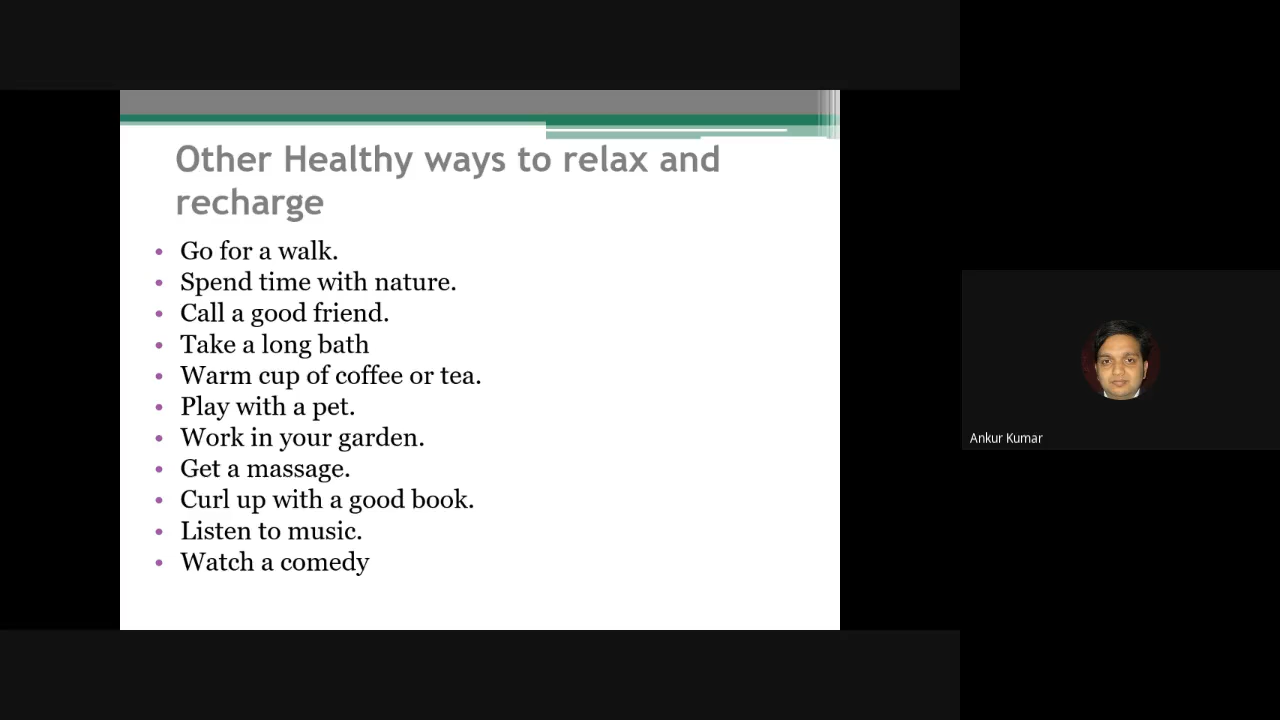 Other Healthy ways to relax and
recharge
• Go for a walk.
• Spend time with nature.
• Call a good friend.
• Take a long bath
• Warm cup of coffee or tea.
• Play with a pet.
• Work in your garden.
• Get a massage.
• Curl up with a good book.
• Listen to music.
• Watch a comedy
Ankur Kumar